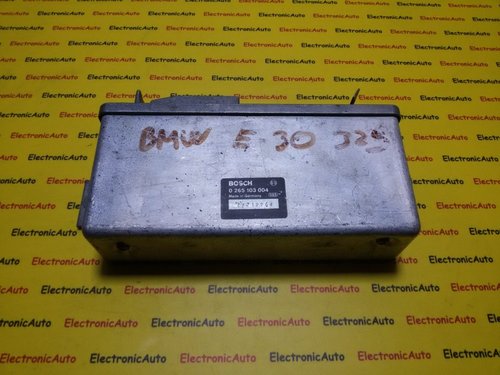 BMW E 30 325
BOSCH
0 265 103 004
Made in Germany
ElectronicAuto